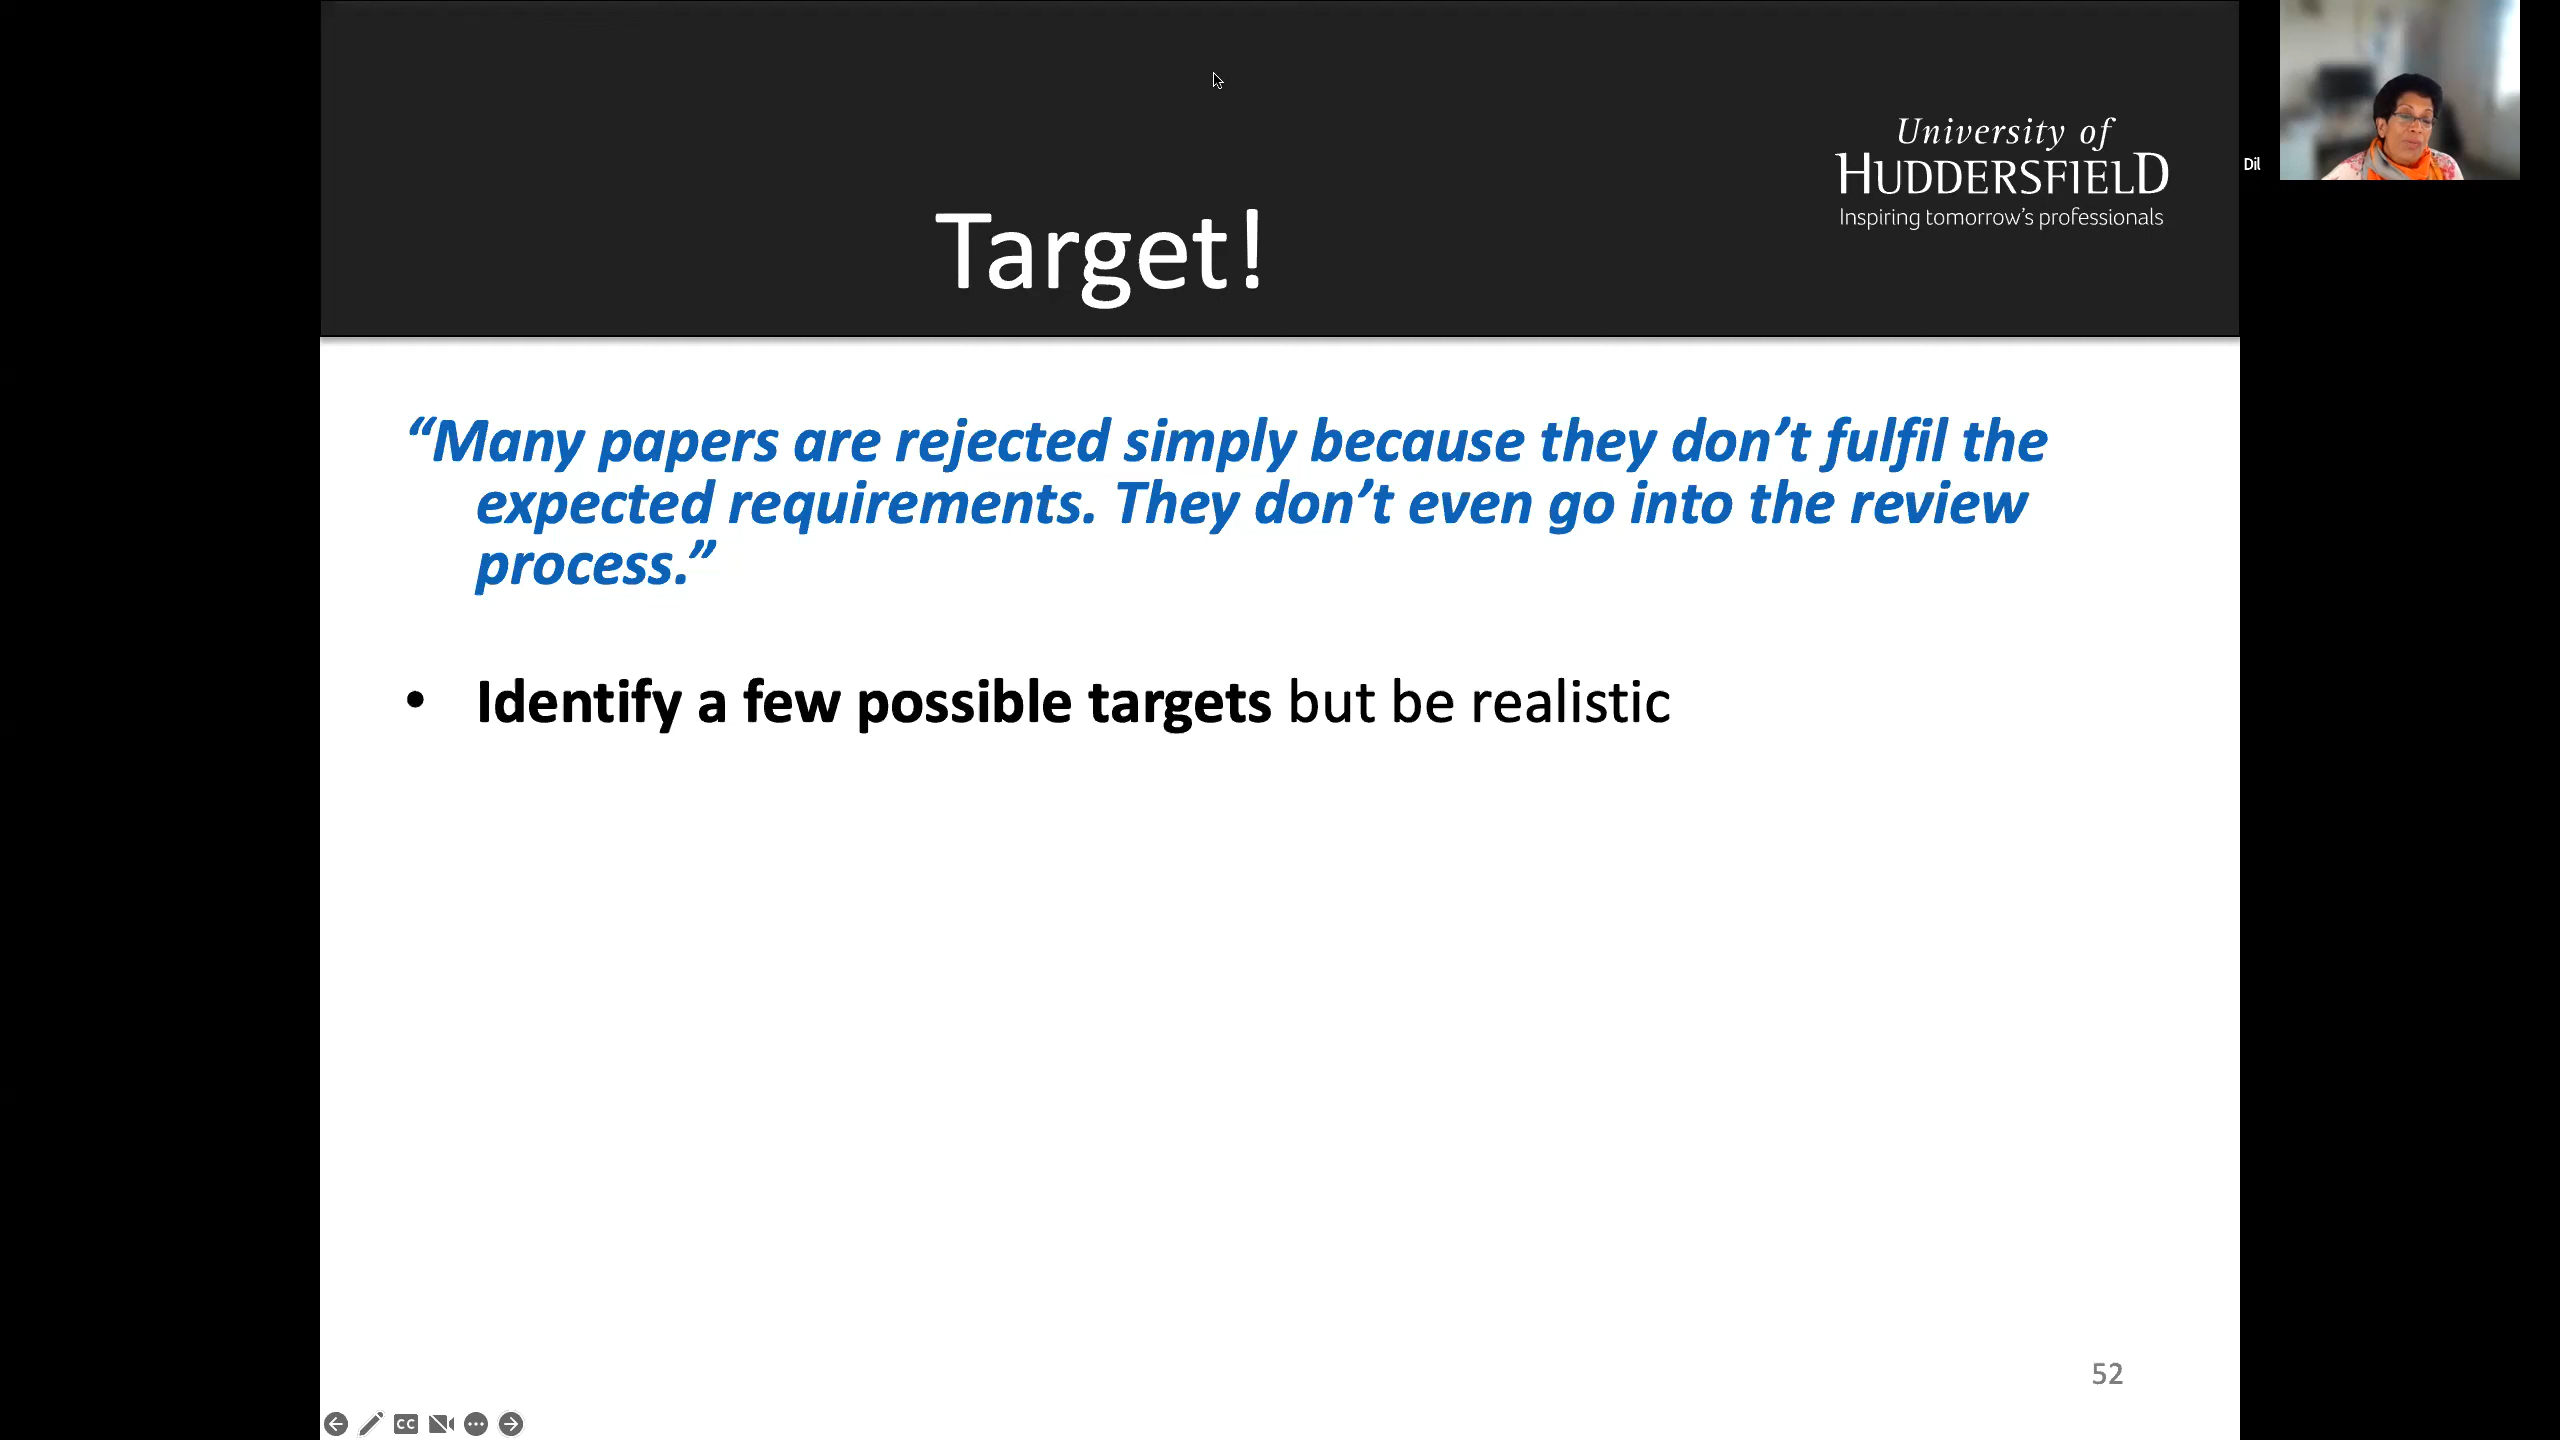 University of
HUDDERSFIELD
Inspiring tomorrow's professionals
Dil
Target!
“Many papers are rejected simply because they don’t fulfil the
expected requirements. They don’t even go into the review
process.”
• Identify a few possible targets but be realistic
52
CC